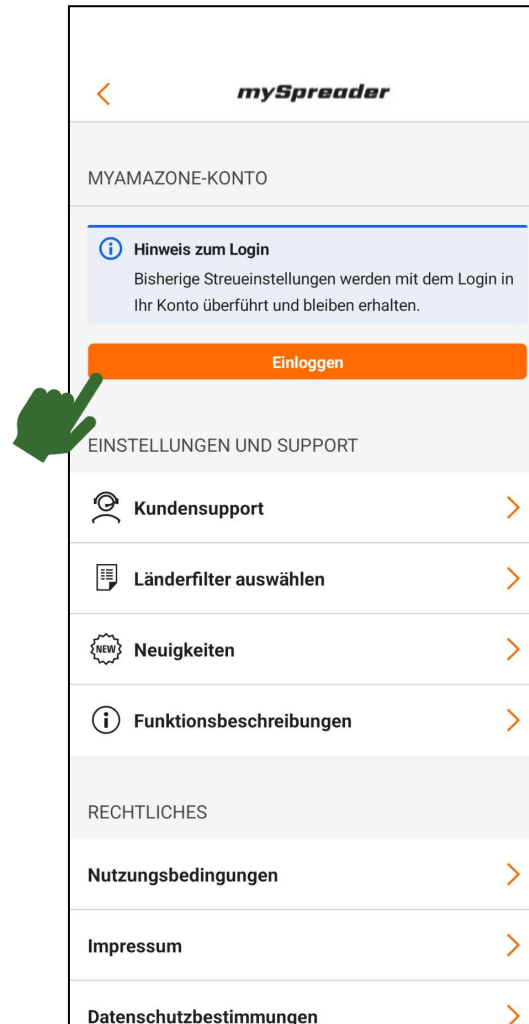 mySpreader
MYAMAZONE-KONTO
Hinweis zum Login
Bisherige Streueinstellungen werden mit dem Login in
Ihr Konto überführt und bleiben erhalten.
Einloggen
EINSTELLUNGEN UND SUPPORT
Kundensupport
Länderfilter auswählen
NEW
Neuigkeiten
Funktionsbeschreibungen
RECHTLICHES
Nutzungsbedingungen
Impressum
Datenschutzbestimmungen